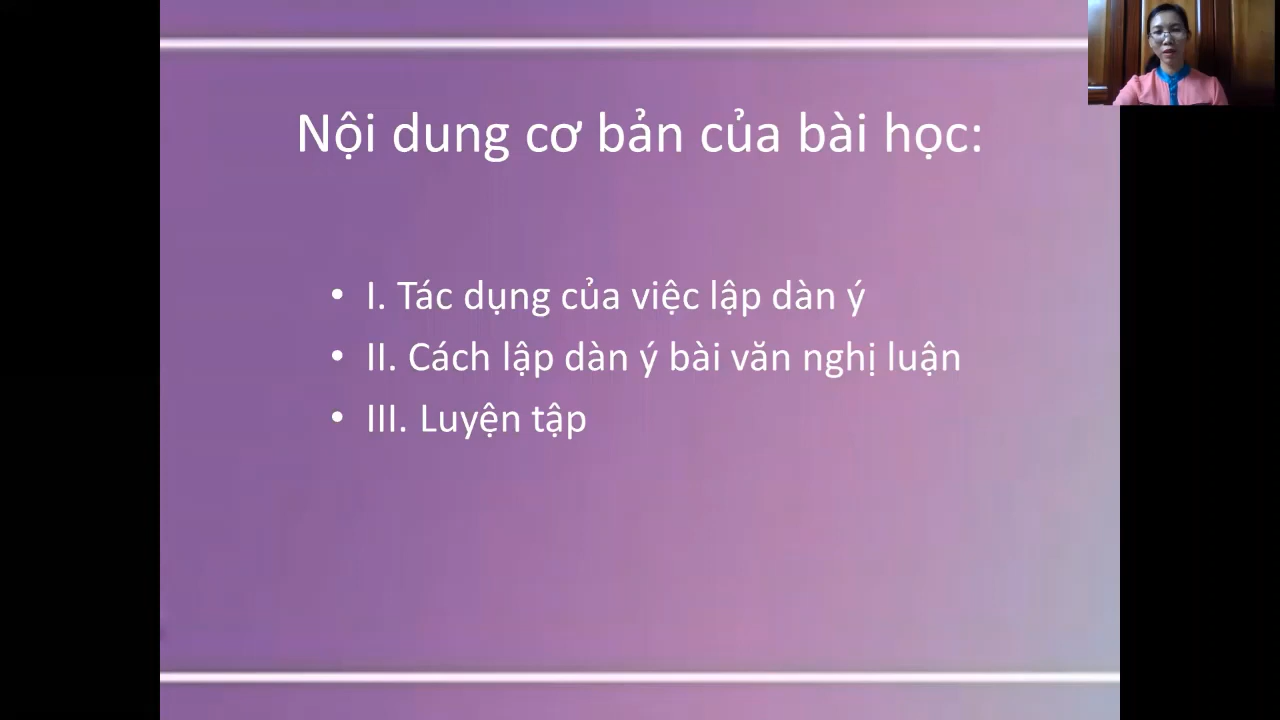 Nội dung cơ bản của bài học:
• I. Tác dụng của việc lập dàn ý
• II. Cách lập dàn ý bài văn nghị luận
• III. Luyện tập